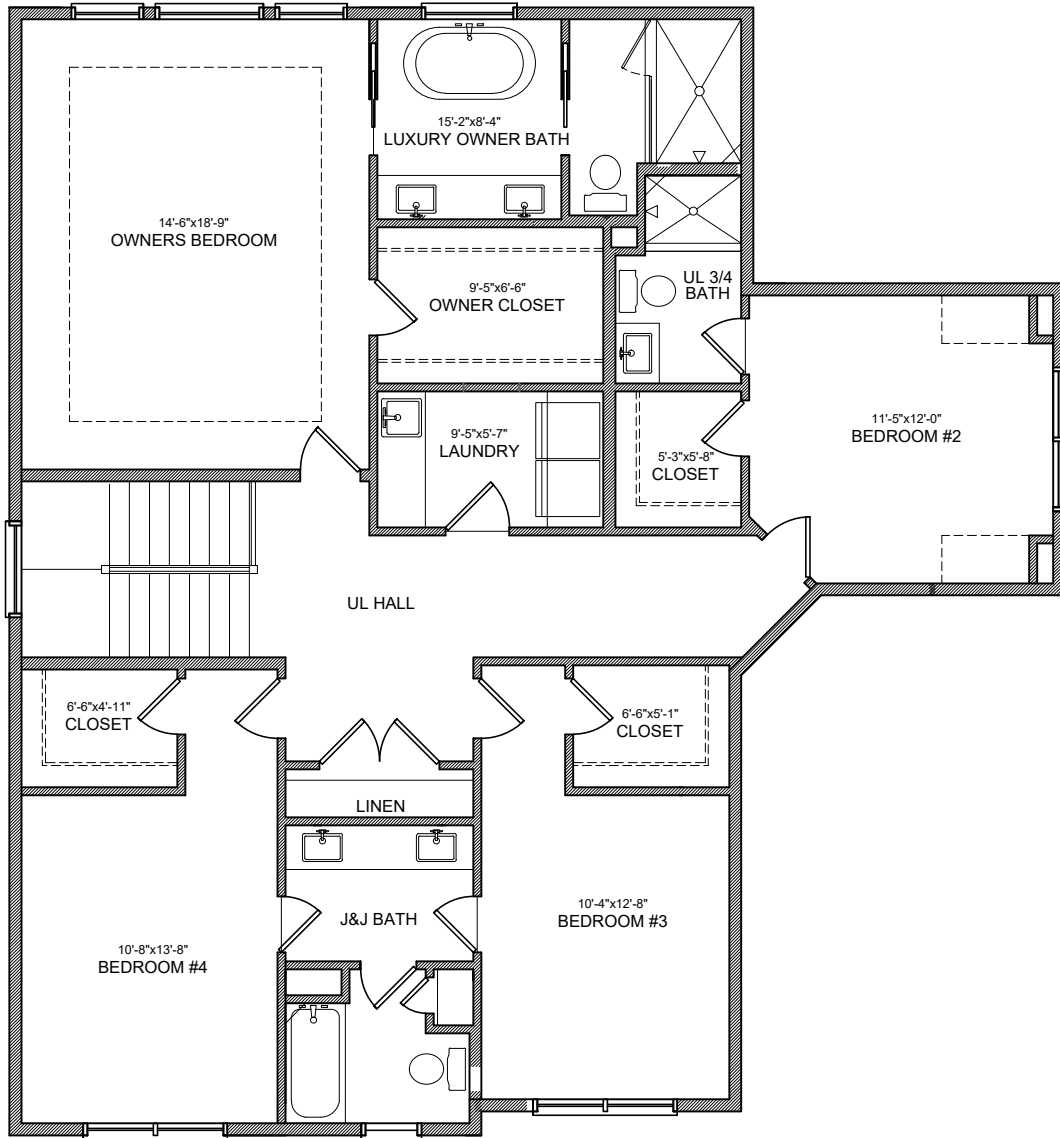 15'-2"x8'-4"
LUXURY OWNER BATH
14'-6"x18'-9"
OWNERS BEDROOM
9'-5"x6'-6"
OWNER CLOSET
UL 3/4
BATH
11'-5"x12'-0"
BEDROOM #2
9'-5"x5'-7"
LAUNDRY
5'-3"x5'-8"
CLOSET
UL HALL
6'-6"x4'-11"
CLOSET
6'-6"x5'-1"
CLOSET
LINEN
J&J BATH
10'-4"x12'-8"
BEDROOM #3
10'-8"x13'-8"
BEDROOM #4